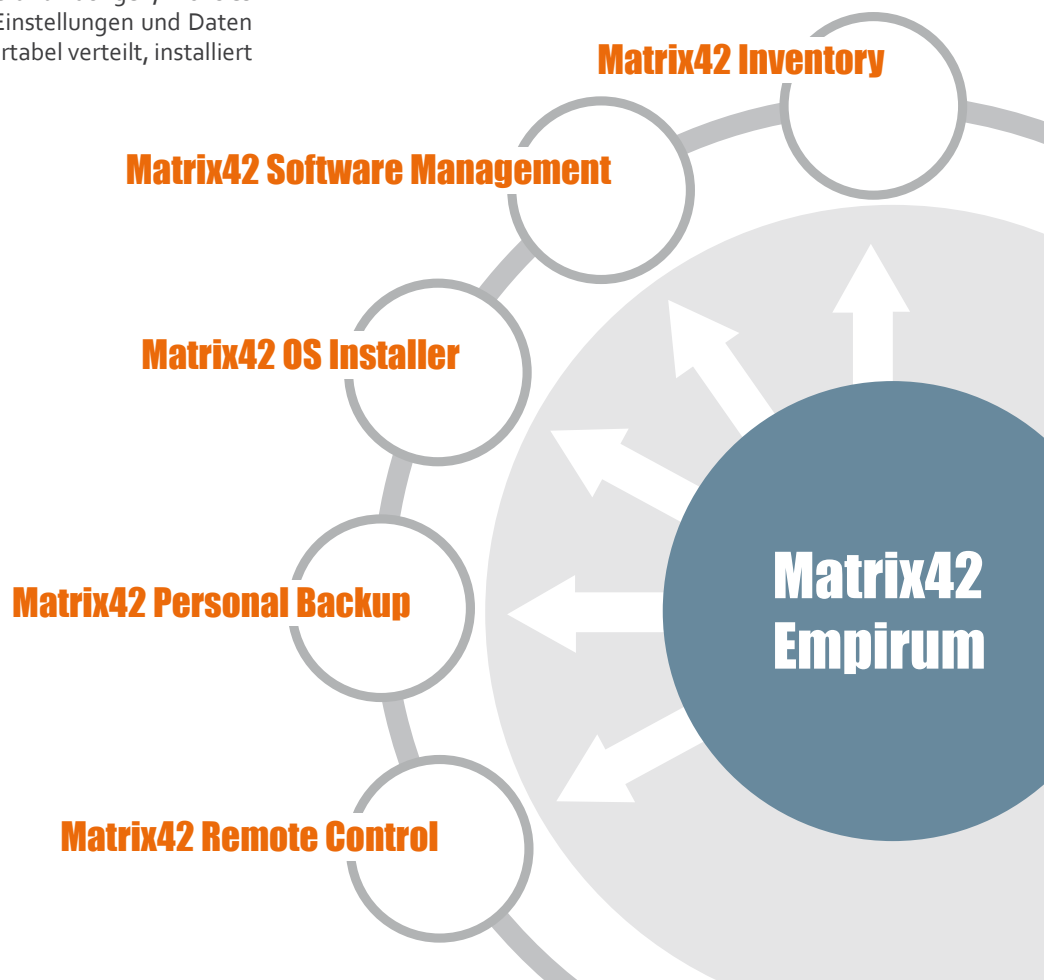 Einstellungen und Daten
verteilt, installiert
Matrix42 Inventory
Matrix42 Software Management
Matrix42 OS Installer
Matrix42 Personal Backup
Matrix42 Remote Control
Matrix42
Empirum